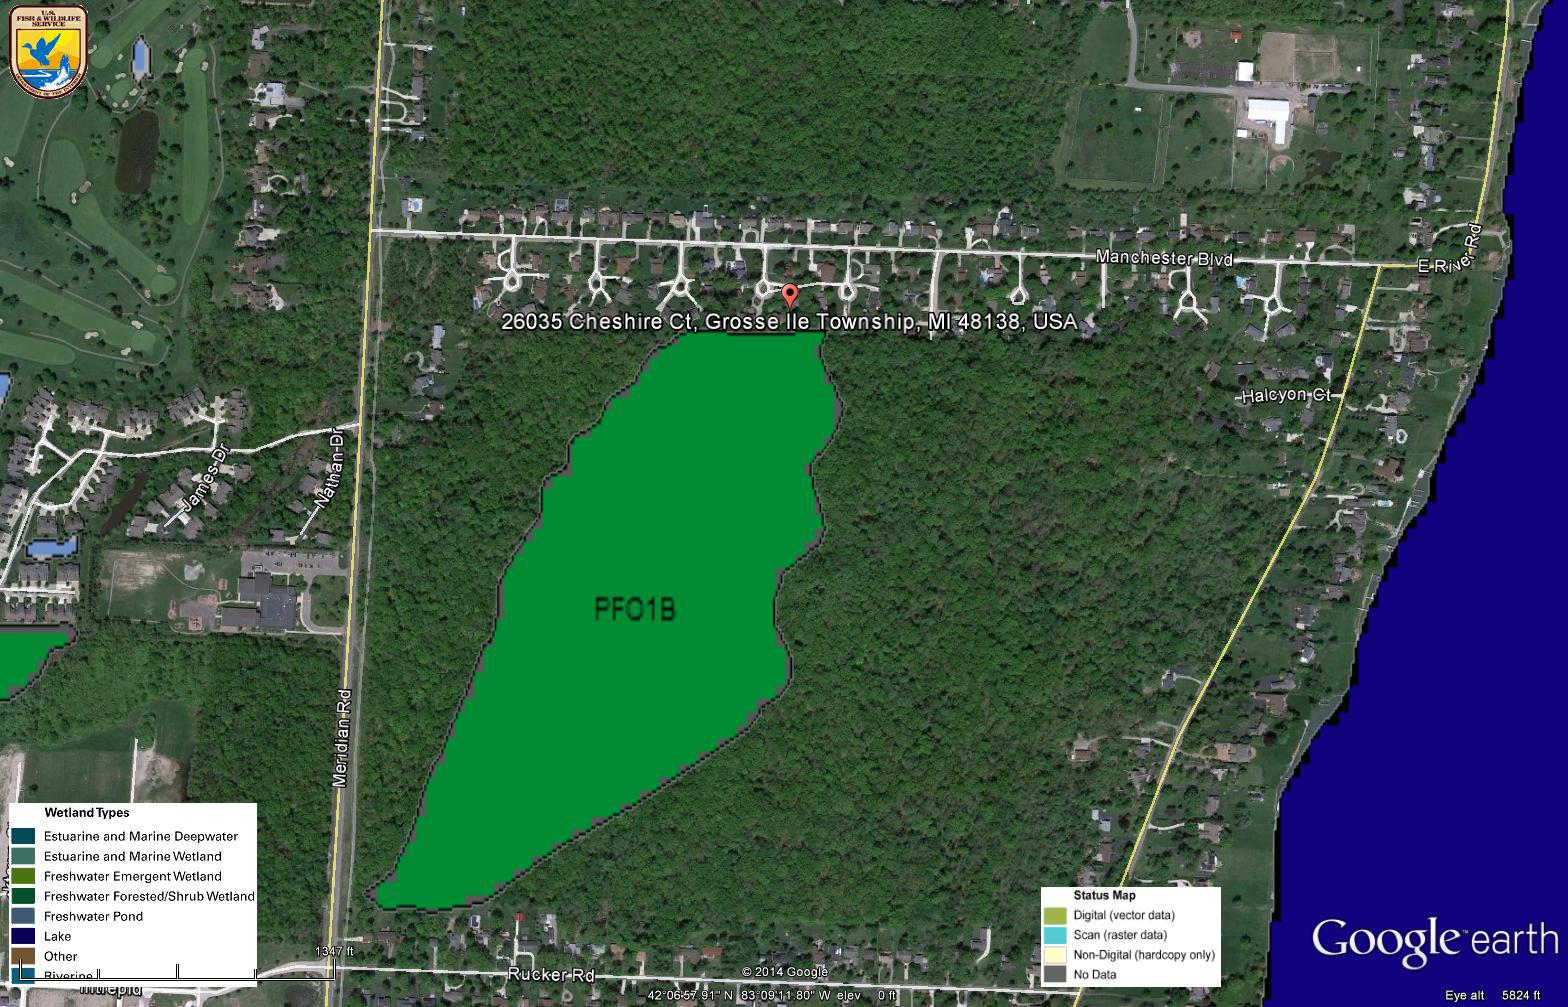 U.S.
FISH & WILDLIFE
SERVICE
Manchester Blvd
E River Rd
26035 Cheshire Ct, Grosse Ile Township, MI 48138, USA
Halcyon Ct
James Dr
Nathan Dr
PFO1B
Meridian Rd
Wetland Types
Estuarine and Marine Deepwater
Estuarine and Marine Wetland
Freshwater Emergent Wetland
Freshwater Forested/Shrub Wetland
Freshwater Pond
Lake
Other
Riverine
1347 ft
Intrepid
Rucker Rd
Status Map
Digital (vector data)
Scan (raster data)
Non-Digital (hardcopy only)
No Data
Google earth
© 2014 Google
42°06'57.91" N 83°09'11.80" W elev 0 ft
Eye alt 5824 ft